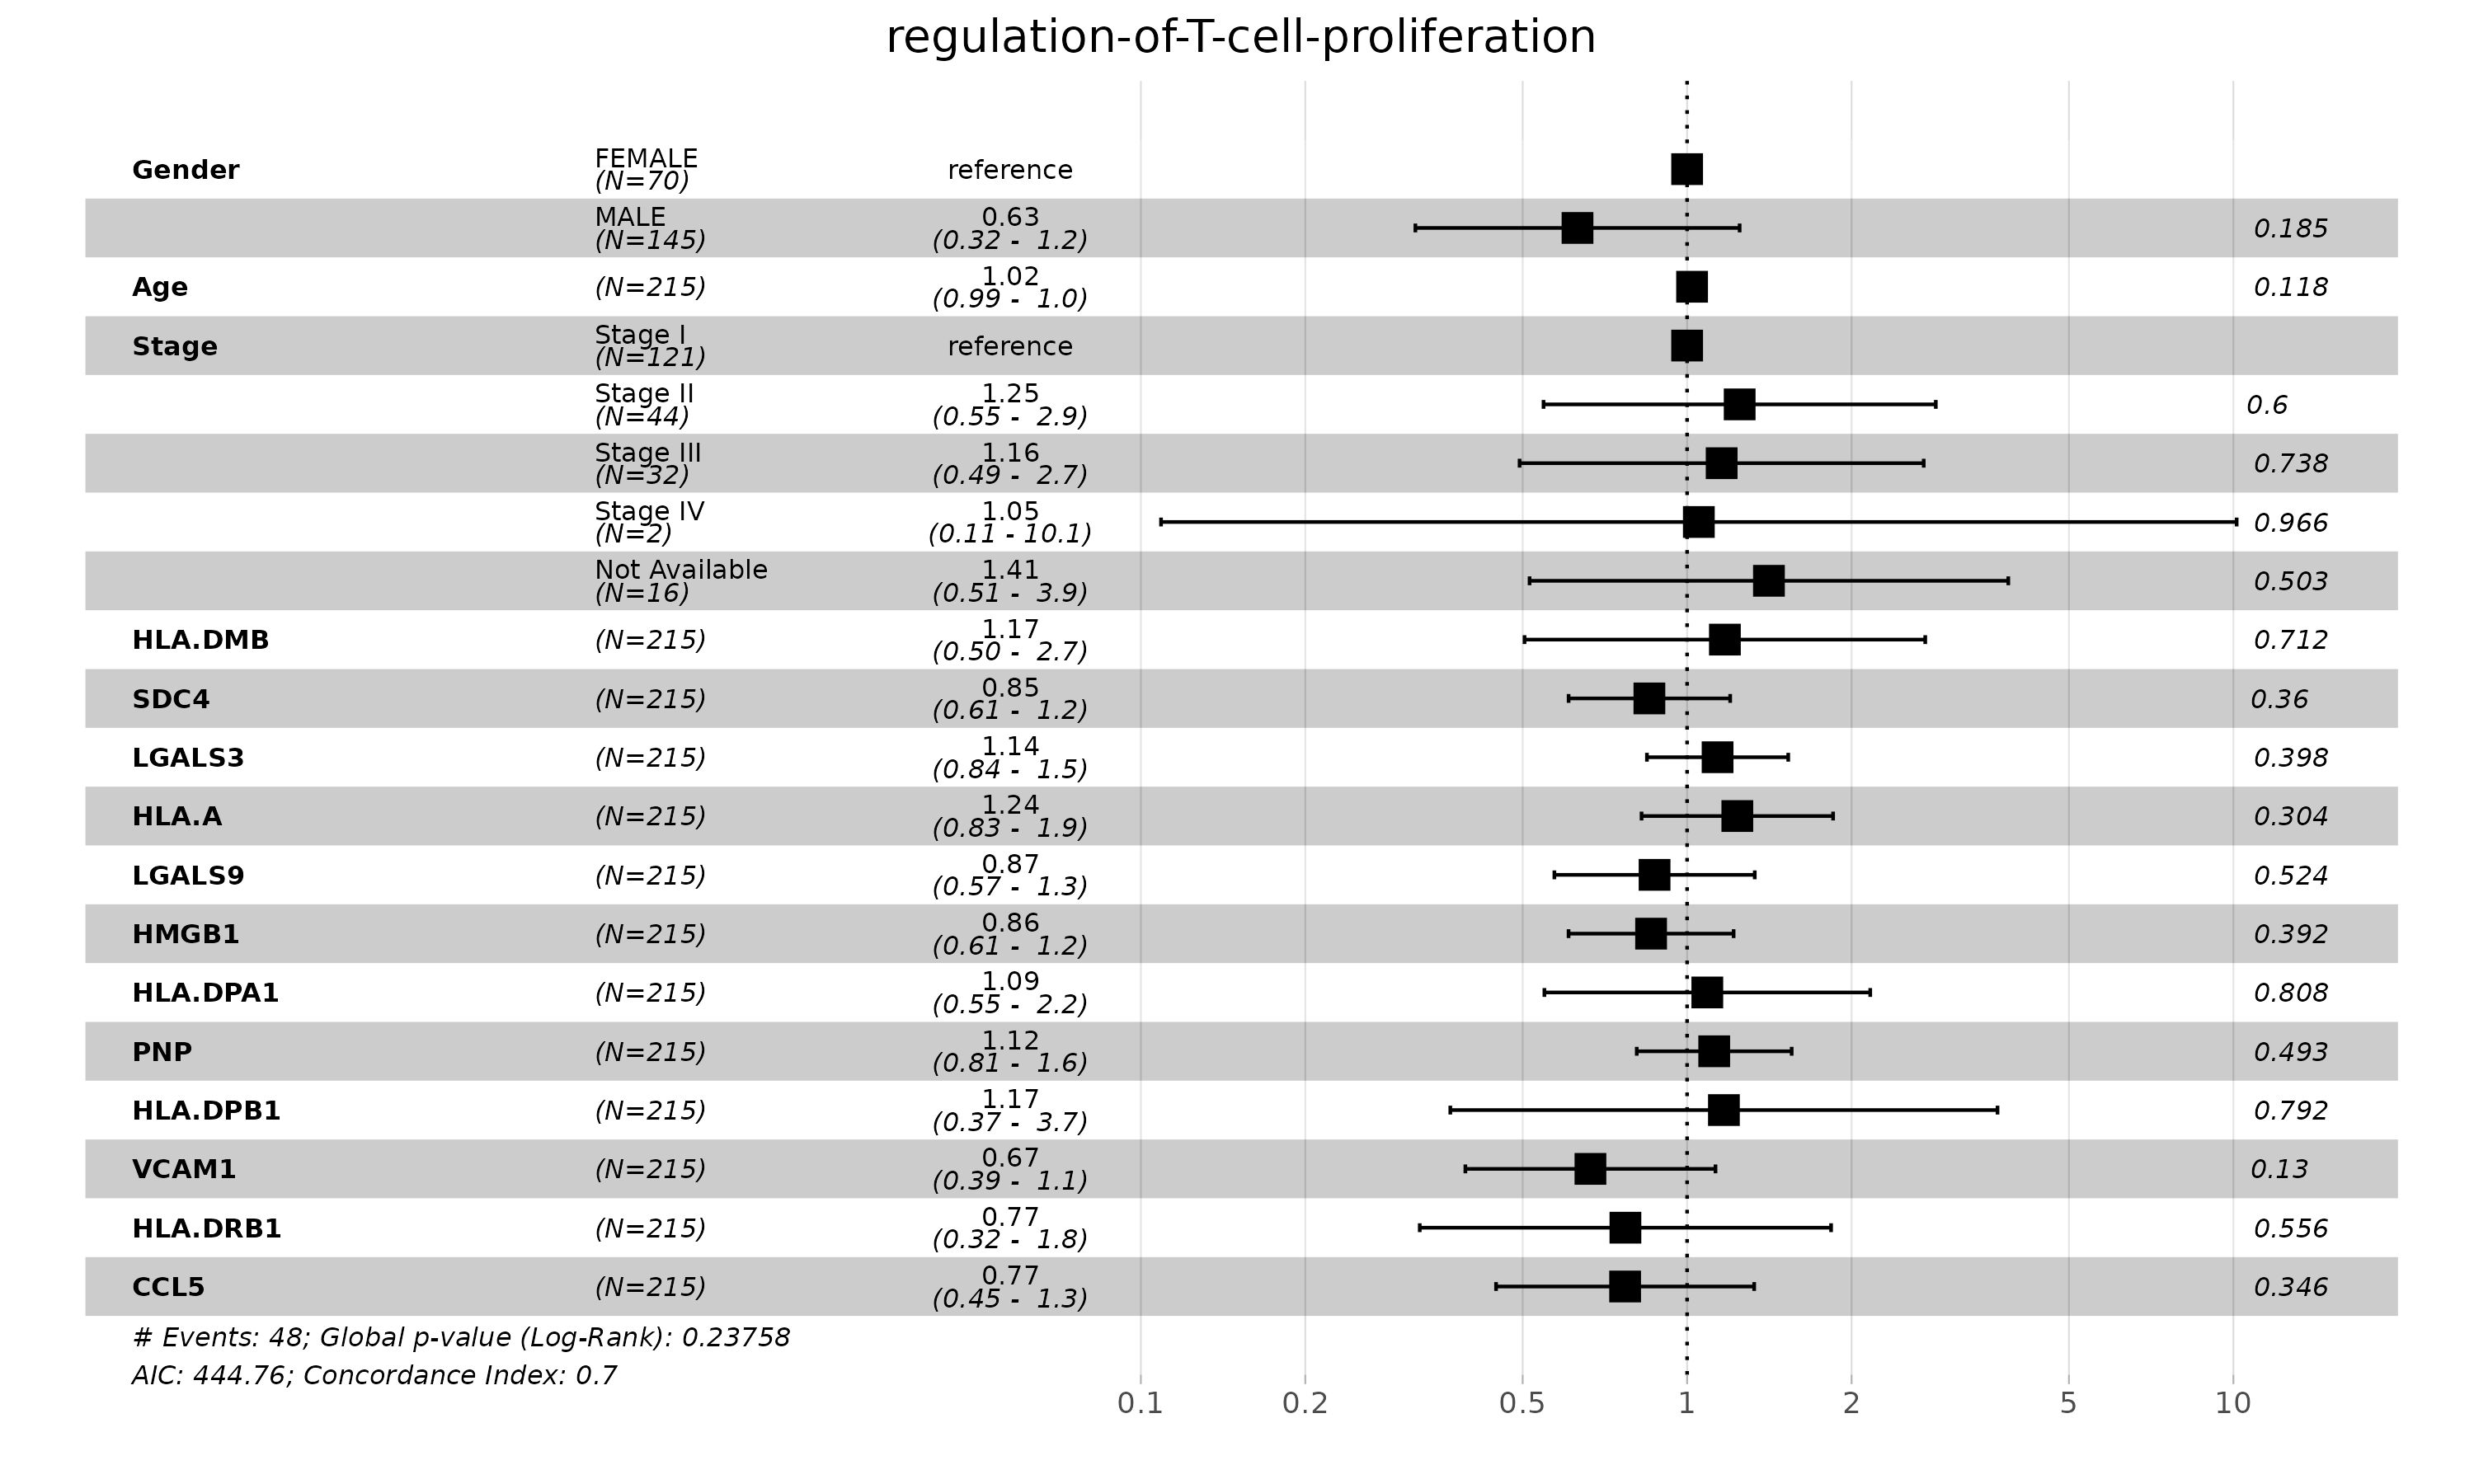 regulation-of-T-cell-proliferation
Gender FEMALE (N=70) reference
MALE (N=145) 0.63 (0.32 - 1.2) 0.185
Age (N=215) 1.02 (0.99 - 1.0) 0.118
Stage Stage I (N=121) reference
Stage II (N=44) 1.25 (0.55 - 2.9) 0.6
Stage III (N=32) 1.16 (0.49 - 2.7) 0.738
Stage IV (N=2) 1.05 (0.11 - 10.1) 0.966
Not Available (N=16) 1.41 (0.51 - 3.9) 0.503
HLA.DMB (N=215) 1.17 (0.50 - 2.7) 0.712
SDC4 (N=215) 0.85 (0.61 - 1.2) 0.36
LGALS3 (N=215) 1.14 (0.84 - 1.5) 0.398
HLA.A (N=215) 1.24 (0.83 - 1.9) 0.304
LGALS9 (N=215) 0.87 (0.57 - 1.3) 0.524
HMGB1 (N=215) 0.86 (0.61 - 1.2) 0.392
HLA.DPA1 (N=215) 1.09 (0.55 - 2.2) 0.808
PNP (N=215) 1.12 (0.81 - 1.6) 0.493
HLA.DPB1 (N=215) 1.17 (0.37 - 3.7) 0.792
VCAM1 (N=215) 0.67 (0.39 - 1.1) 0.13
HLA.DRB1 (N=215) 0.77 (0.32 - 1.8) 0.556
CCL5 (N=215) 0.77 (0.45 - 1.3) 0.346
# Events: 48; Global p-value (Log-Rank): 0.23758
AIC: 444.76; Concordance Index: 0.7
0.1 0.2 0.5 1 2 5 10